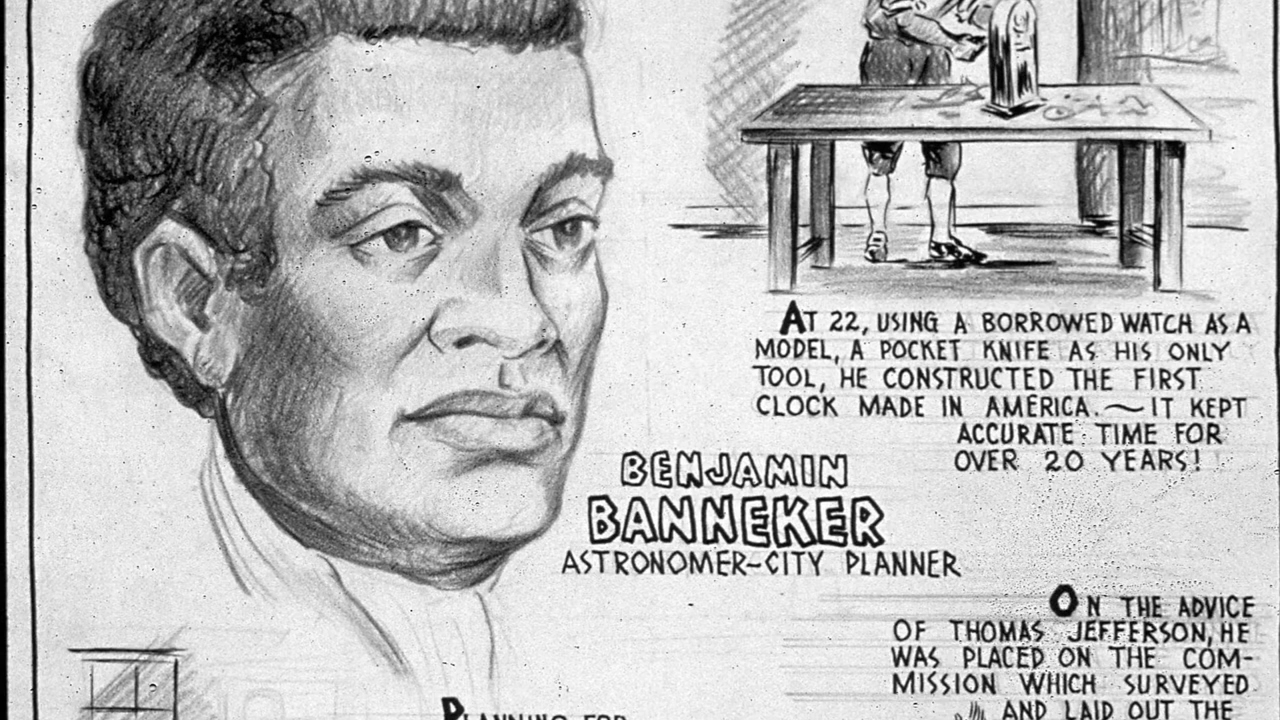 AT 22, USING A BORROWED WATCH AS A
MODEL, A POCKET KNIFE AS HIS ONLY
TOOL, HE CONSTRUCTED THE FIRST
CLOCK MADE IN AMERICA.~IT KEPT
ACCURATE TIME FOR
OVER 20 YEARS!
BENJAMIN
BANNEKER
ASTRONOMER-CITY PLANNER
ON THE ADVICE
OF THOMAS JEFFERSON, HE
WAS PLACED ON THE COM-
MISSION WHICH SURVEYED
AND LAID OUT THE
PLANNING FOR